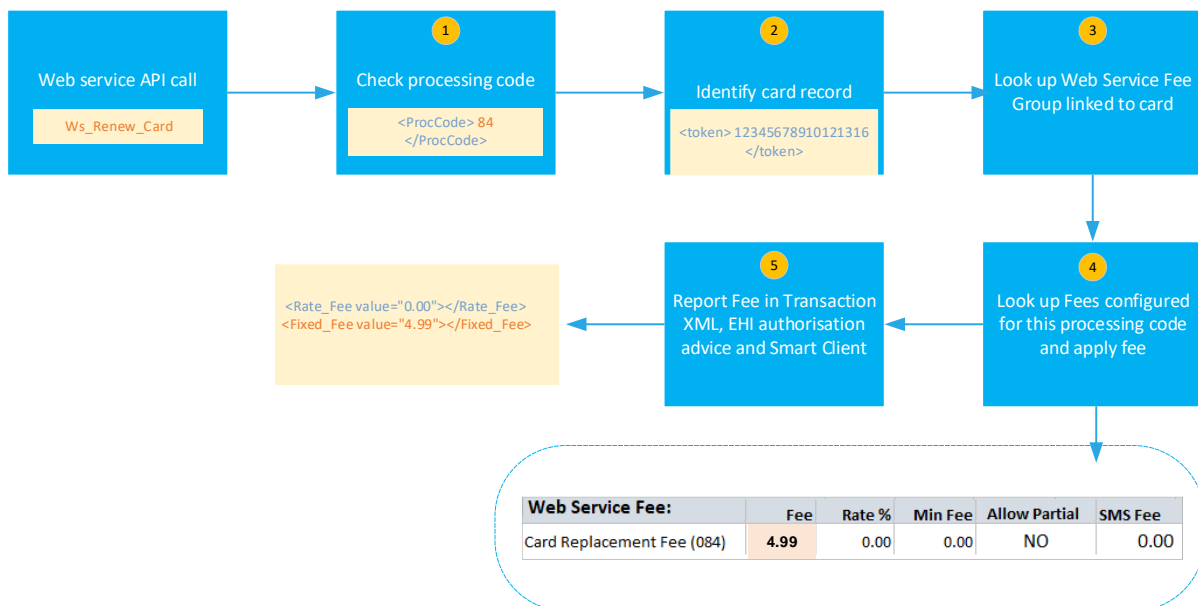 Web service API call
Ws_Renew_Card
1
Check processing code
<ProcCode> 84
</ProcCode>
2
Identify card record
<token> 12345678910121316
</token>
3
Look up Web Service Fee
Group linked to card
4
Look up Fees configured
for this processing code
and apply fee
5
Report Fee in Transaction
XML, EHI authorisation
advice and Smart Client
<Rate_Fee value="0.00"></Rate_Fee>
<Fixed_Fee value="4.99"></Fixed_Fee>
Web Service Fee: Fee Rate % Min Fee Allow Partial SMS Fee
Card Replacement Fee (084) 4.99 0.00 0.00 NO 0.00